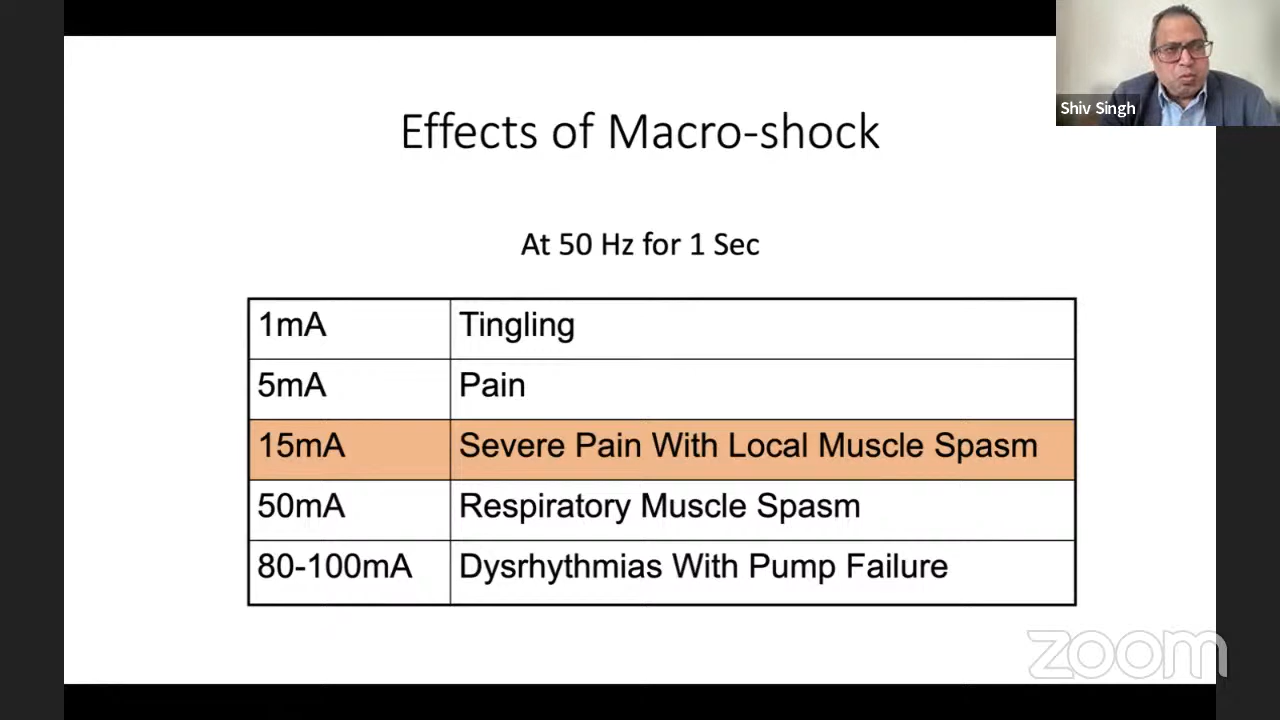 Shiv Singh
Effects of Macro-shock
At 50 Hz for 1 Sec
1mA Tingling
5mA Pain
15mA Severe Pain With Local Muscle Spasm
50mA Respiratory Muscle Spasm
80-100mA Dysrhythmias With Pump Failure
zoom